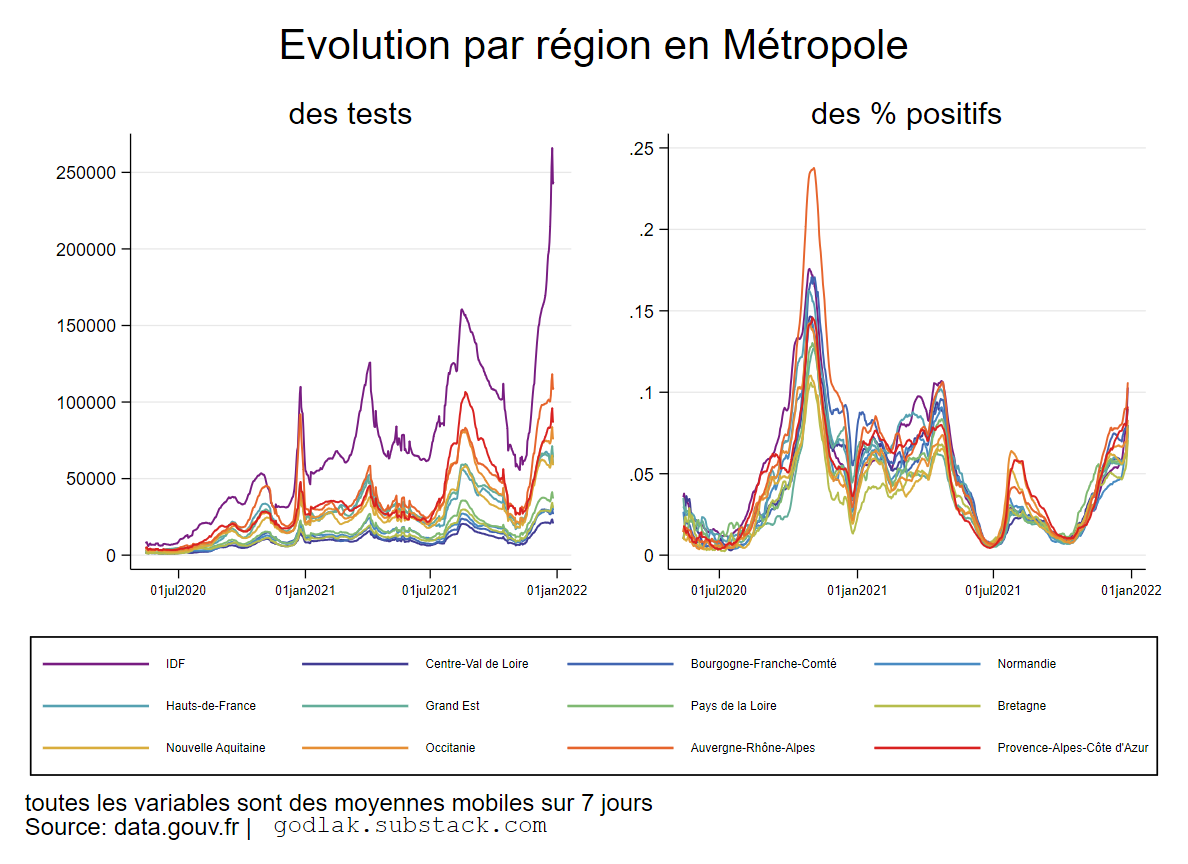 Evolution par région en Métropole
des tests
des % positifs
250000
200000
150000
100000
50000
0
01jul2020
01jan2021
01jul2021
01jan2022
.25
.2
.15
.1
.05
0
01jul2020
01jan2021
01jul2021
01jan2022
IDF
Centre-Val de Loire
Bourgogne-Franche-Comté
Normandie
Hauts-de-France
Grand Est
Pays de la Loire
Bretagne
Nouvelle Aquitaine
Occitanie
Auvergne-Rhône-Alpes
Provence-Alpes-Côte d'Azur
toutes les variables sont des moyennes mobiles sur 7 jours
Source: data.gouv.fr | godlak.substack.com